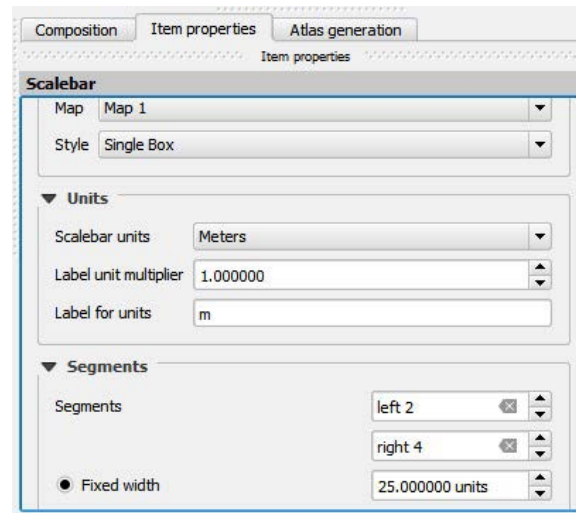 Composition Item properties Atlas generation
Item properties
Scalebar
Map Map 1
Style Single Box
Units
Scalebar units Meters
Label unit multiplier 1.000000
Label for units m
Segments
Segments left 2
right 4
Fixed width 25.000000 units